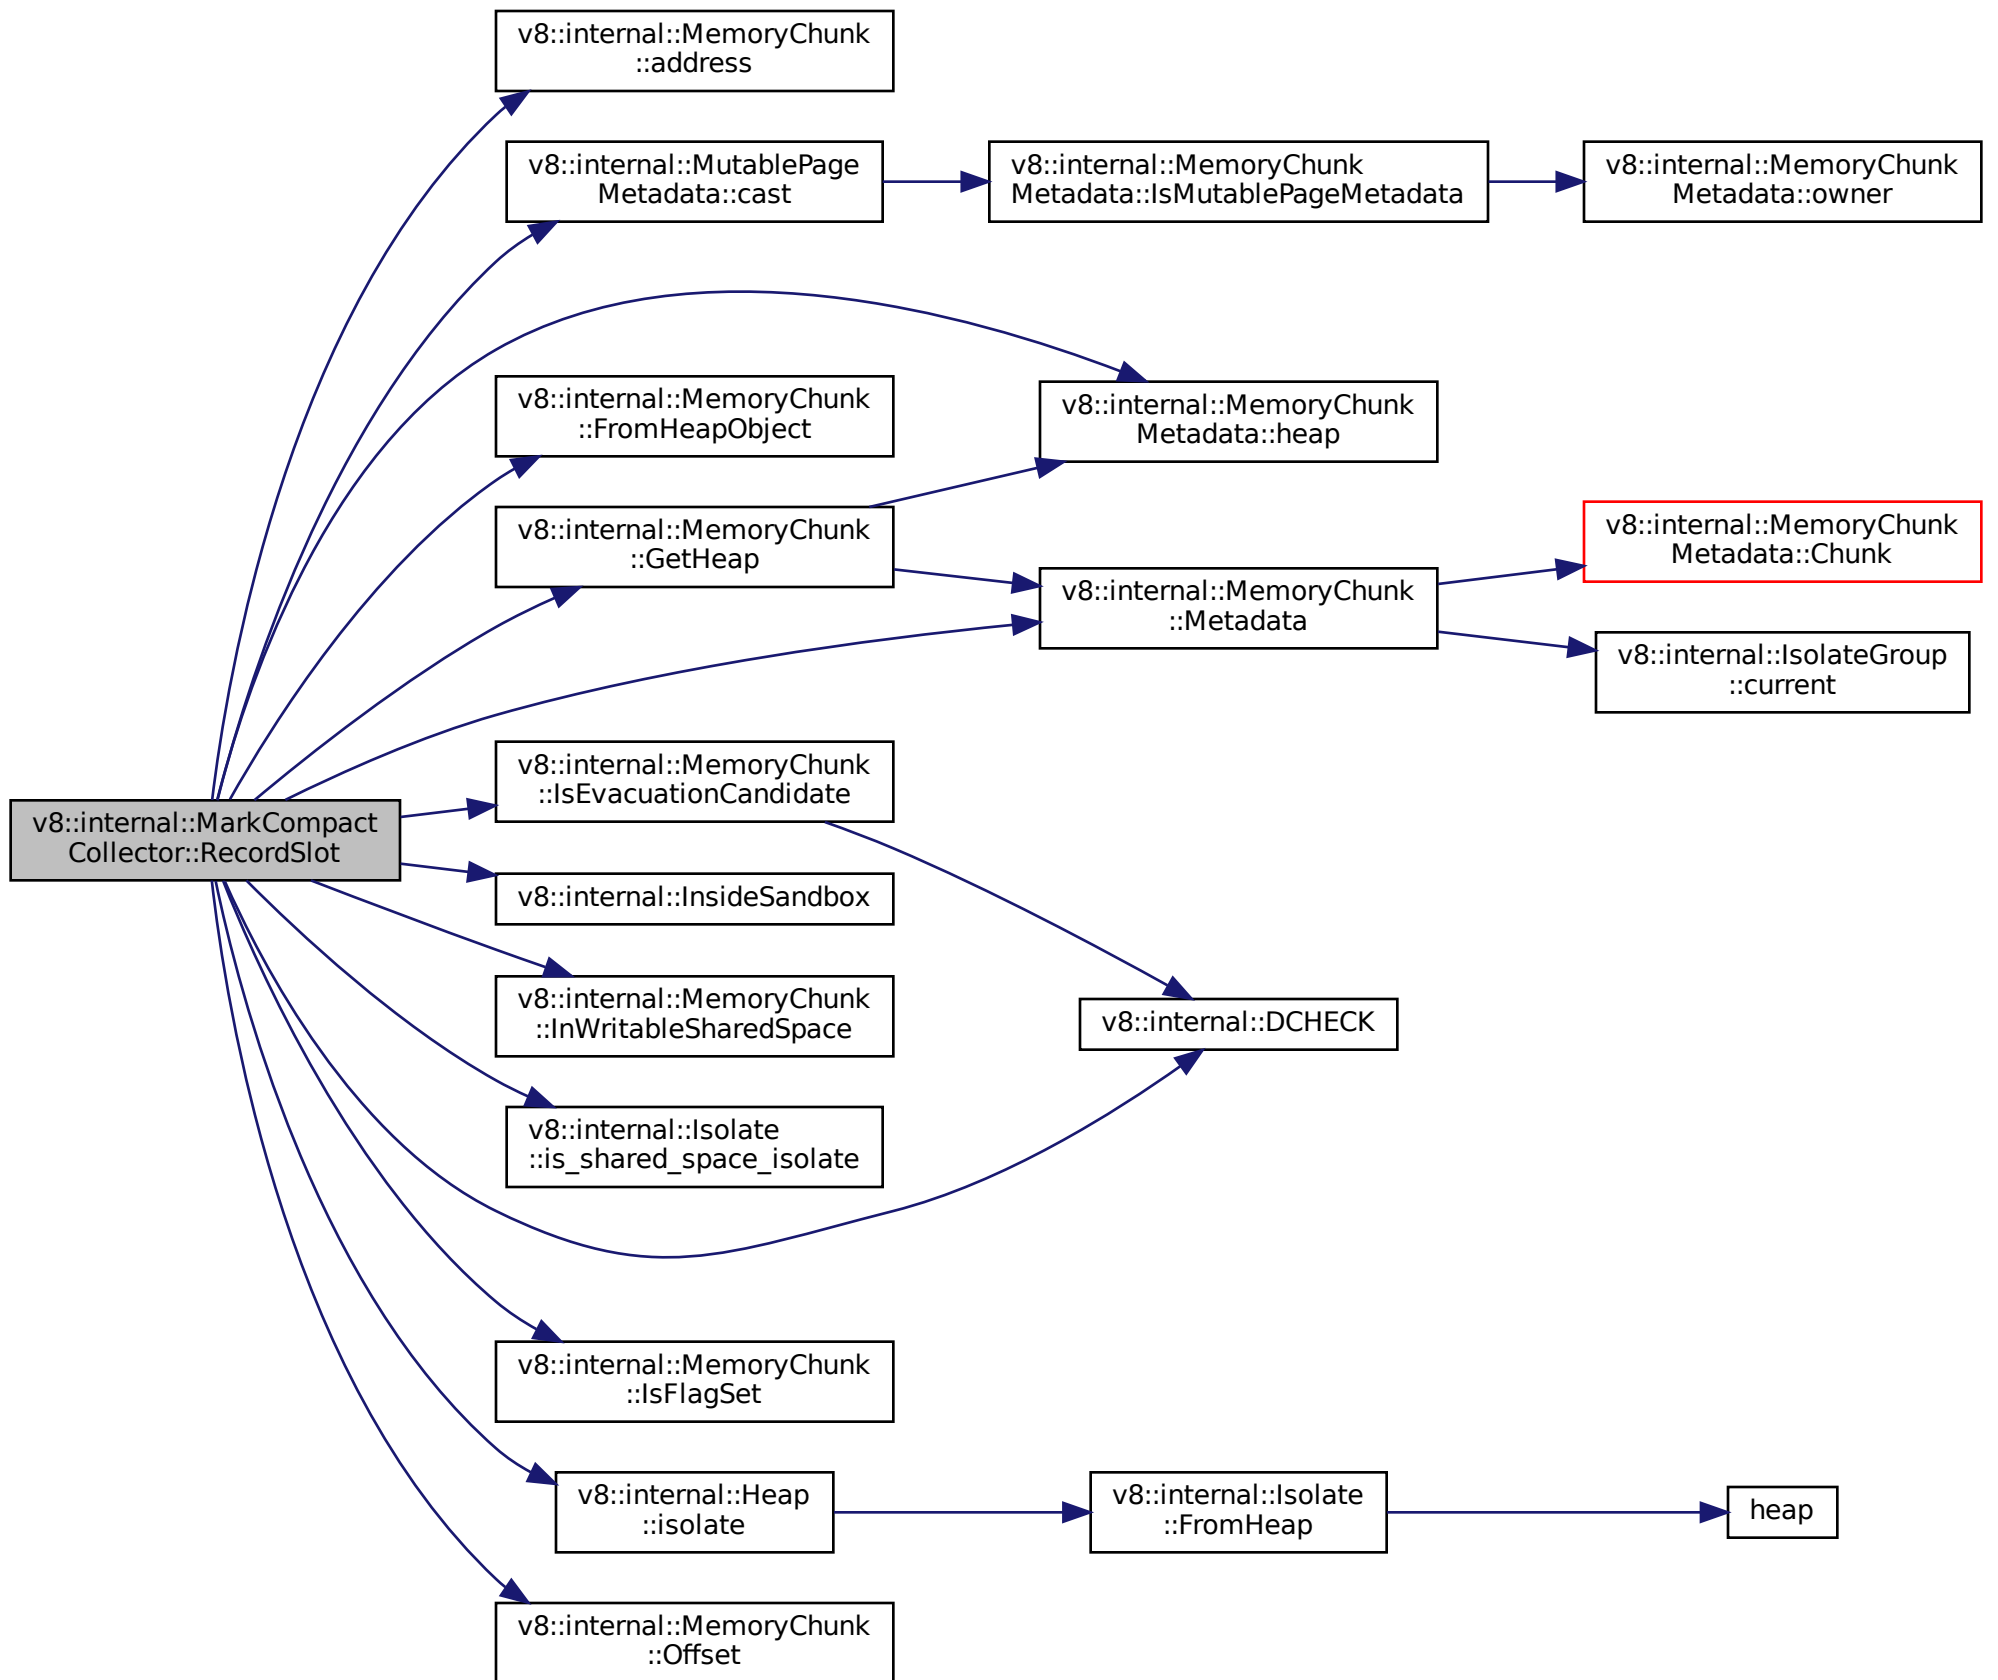 v8::internal::MemoryChunk
::address
v8::internal::MutablePage
Metadata::cast
v8::internal::MemoryChunk
Metadata::IsMutablePageMetadata
v8::internal::MemoryChunk
Metadata::owner
v8::internal::MemoryChunk
::FromHeapObject
v8::internal::MemoryChunk
Metadata::heap
v8::internal::MemoryChunk
::GetHeap
v8::internal::MemoryChunk
Metadata::Chunk
v8::internal::MemoryChunk
::Metadata
v8::internal::IsolateGroup
::current
v8::internal::MemoryChunk
::IsEvacuationCandidate
v8::internal::MarkCompact
Collector::RecordSlot
v8::internal::InsideSandbox
v8::internal::MemoryChunk
::InWritableSharedSpace
v8::internal::DCHECK
v8::internal::Isolate
::is_shared_space_isolate
v8::internal::MemoryChunk
::IsFlagSet
v8::internal::Heap
::isolate
v8::internal::Isolate
::FromHeap
heap
v8::internal::MemoryChunk
::Offset